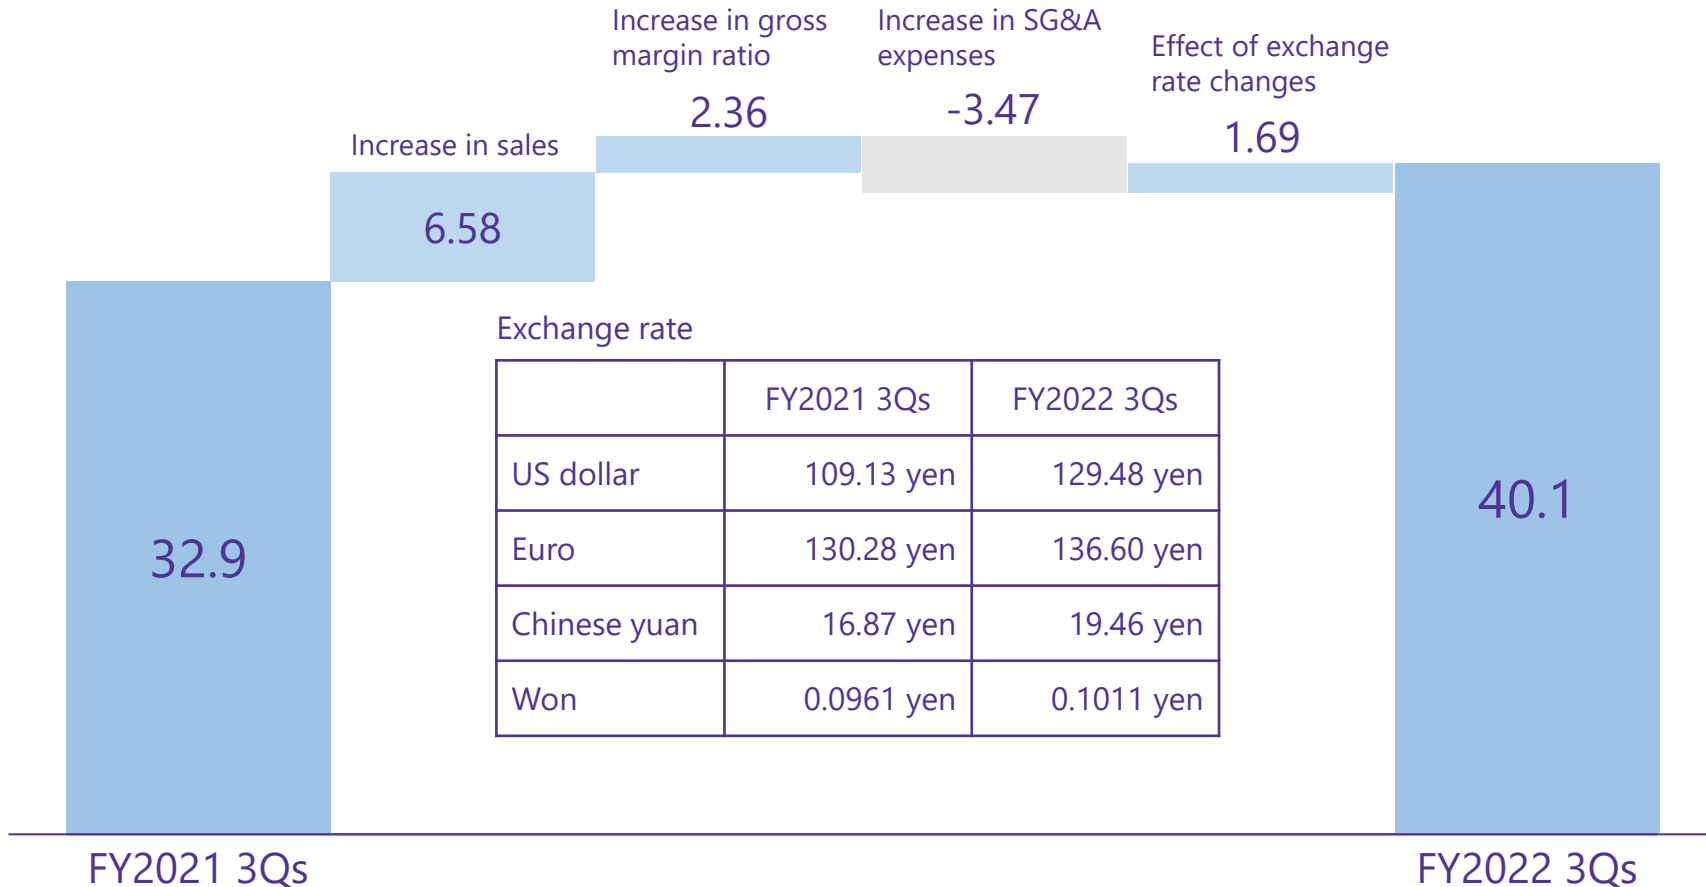 Increase in gross
margin ratio
2.36
Increase in SG&A
expenses
-3.47
Effect of exchange
rate changes
1.69
Increase in sales
6.58
32.9
40.1
Exchange rate
FY2021 3Qs FY2022 3Qs
US dollar 109.13 yen 129.48 yen
Euro 130.28 yen 136.60 yen
Chinese yuan 16.87 yen 19.46 yen
Won 0.0961 yen 0.1011 yen
FY2021 3Qs
FY2022 3Qs